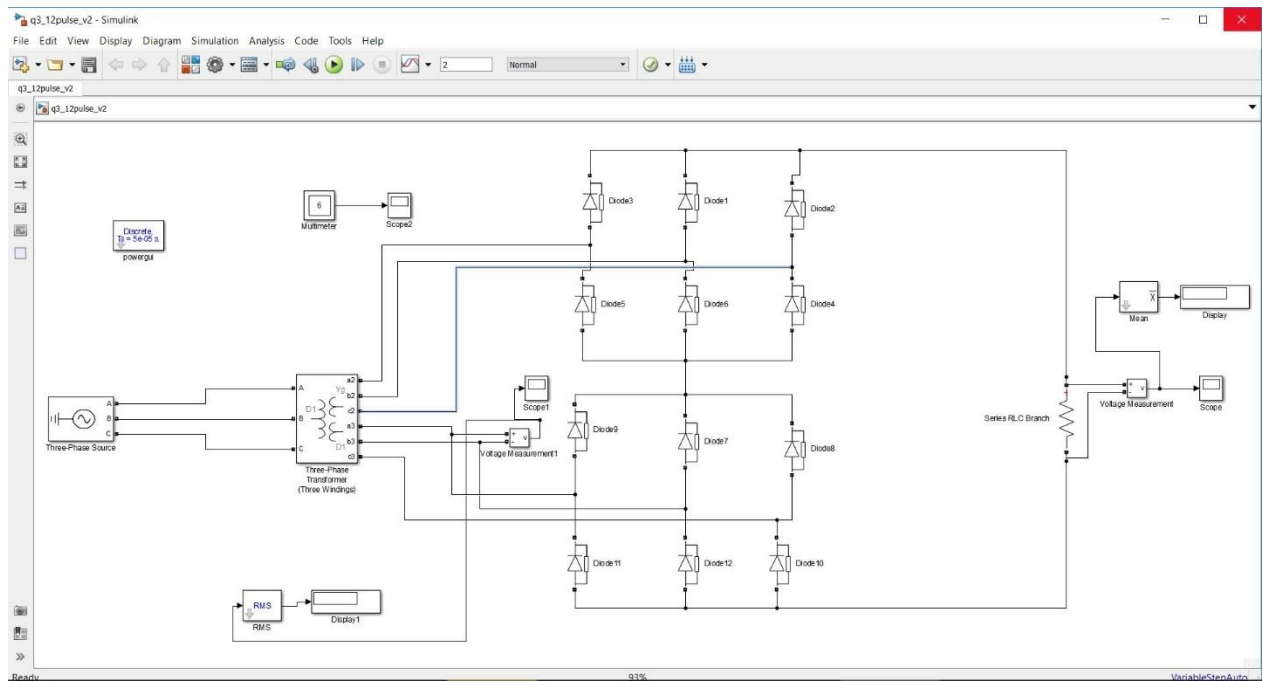 q3_12pulse_v2 - Simulink
File Edit View Display Diagram Simulation Analysis Code Tools Help
2 Normal
q3_12pulse_v2
q3_12pulse_v2
Diode3
Diode1
Diode2
6
Multimeter
Scope2
Discrete,
Ts = 5e-05 s.
powergui
Diode5
Diode6
Diode4
X
Mean
Display
A
B
C
Three-Phase Source
A
B
C
D1
Yg
D1
a2
b2
c2
a3
b3
c3
Three-Phase
Transformer
(Three Windings)
Scope1
+
-
v
Voltage Measurement1
Diode9
Diode7
Diode8
Series RLC Branch
+
+
-
v
Voltage Measurement
Scope
Diode11
Diode12
Diode10
RMS
RMS
Display1
Ready 93% VariableStepAuto